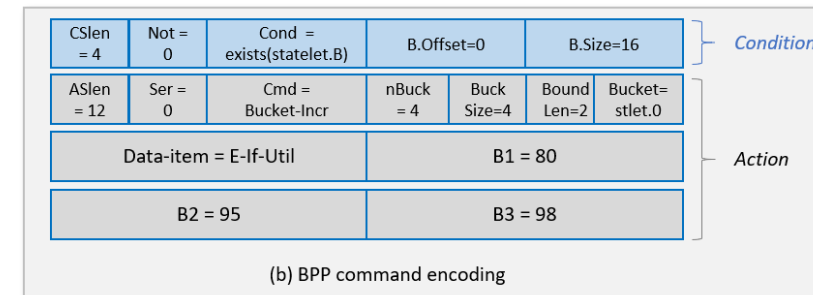 CSlen
= 4
Not =
0
Cond =
exists(statelet.B)
B.Offset=0
B.Size=16
Condition
ASlen
= 12
Ser =
0
Cmd =
Bucket-Incr
nBuck
= 4
Buck
Size=4
Bound
Len=2
Bucket=
stlet.0
Data-item = E-If-Util
B1 = 80
Action
B2 = 95
B3 = 98
(b) BPP command encoding